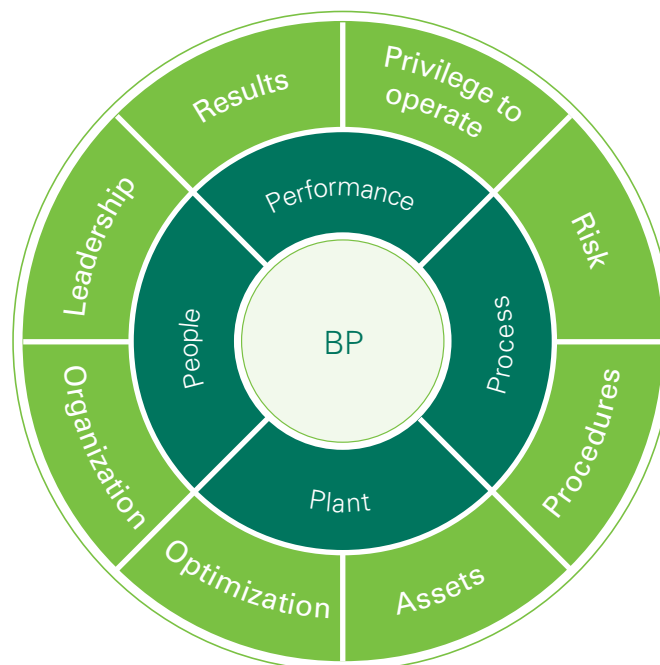 Privilege to
operate
Risk
Procedures
Assets
Optimization
Organization
Leadership
Results
Performance
Process
Plant
People
BP